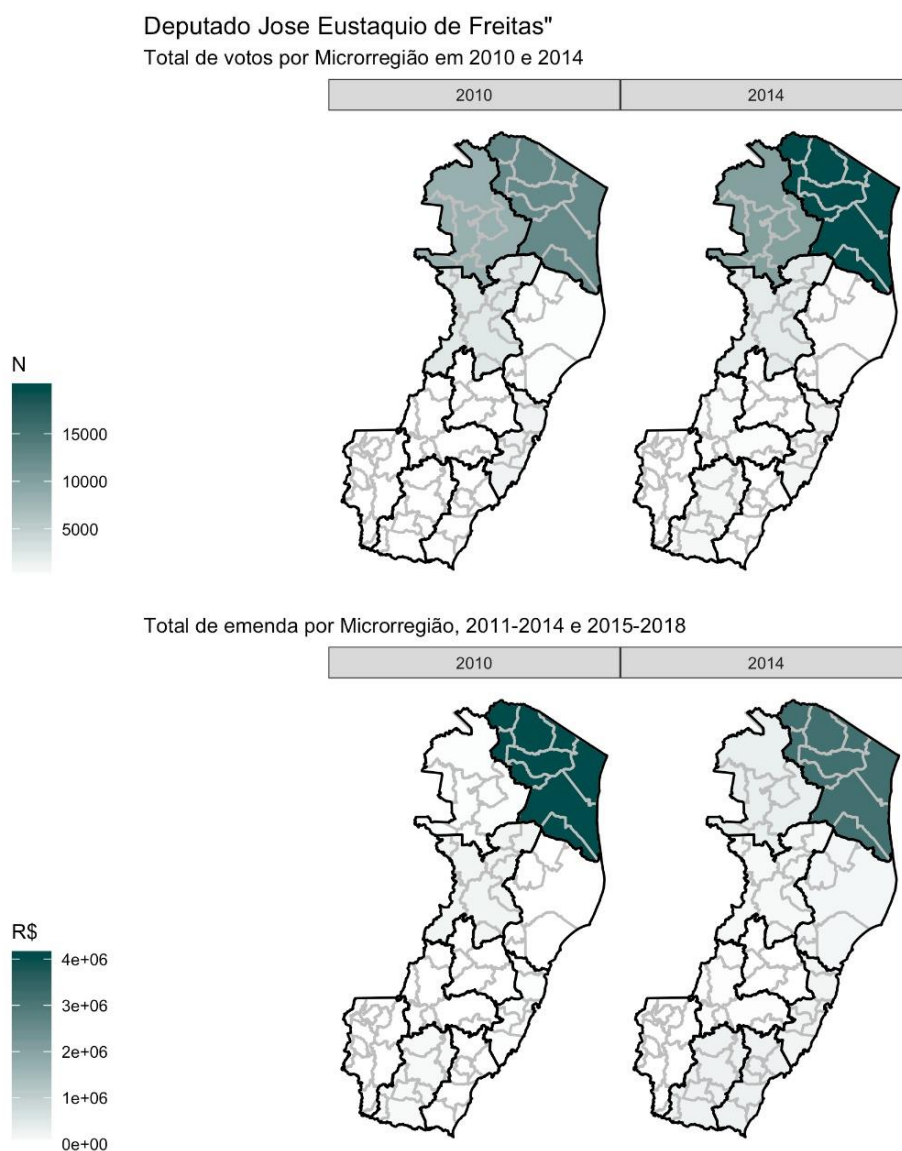 Deputado Jose Eustaquio de Freitas"
Total de votos por Microrregião em 2010 e 2014
2010
2014
N
15000
10000
5000
Total de emenda por Microrregião, 2011-2014 e 2015-2018
2010
2014
R$
4e+06
3e+06
2e+06
1e+06
0e+00